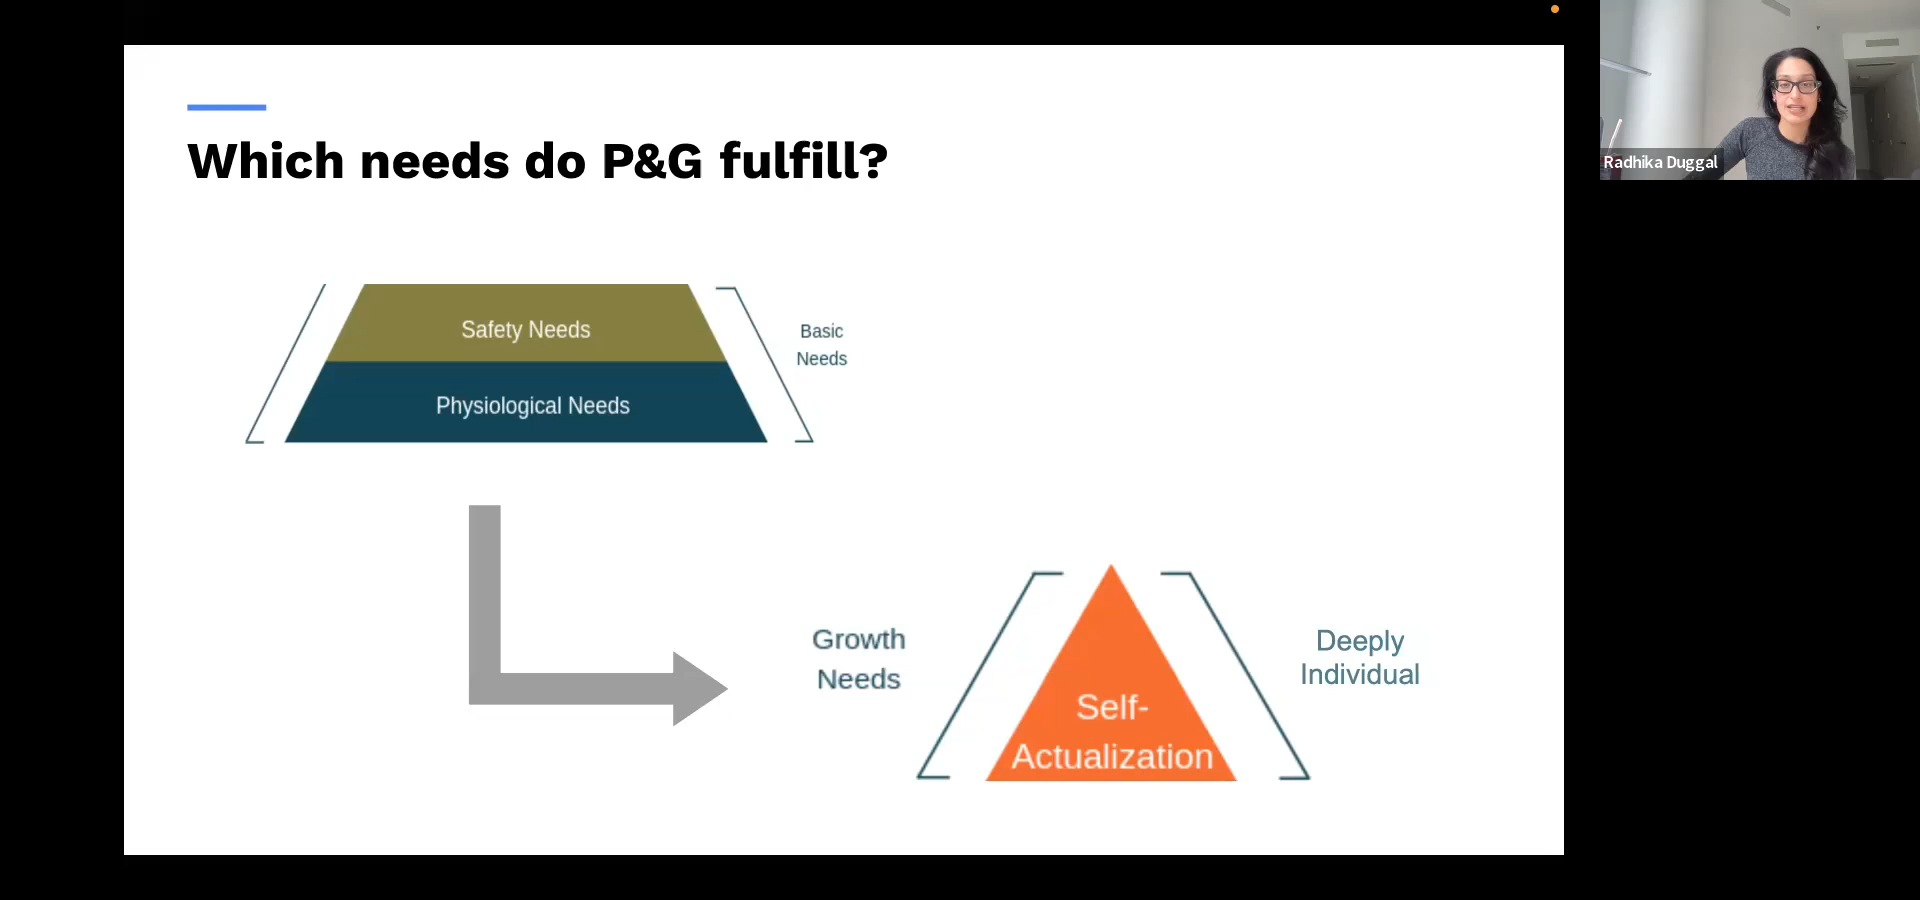 Which needs do P&G fulfill?
Radhika Duggal
Safety Needs
Physiological Needs
Basic
Needs
Growth
Needs
Self-
Actualization
Deeply
Individual